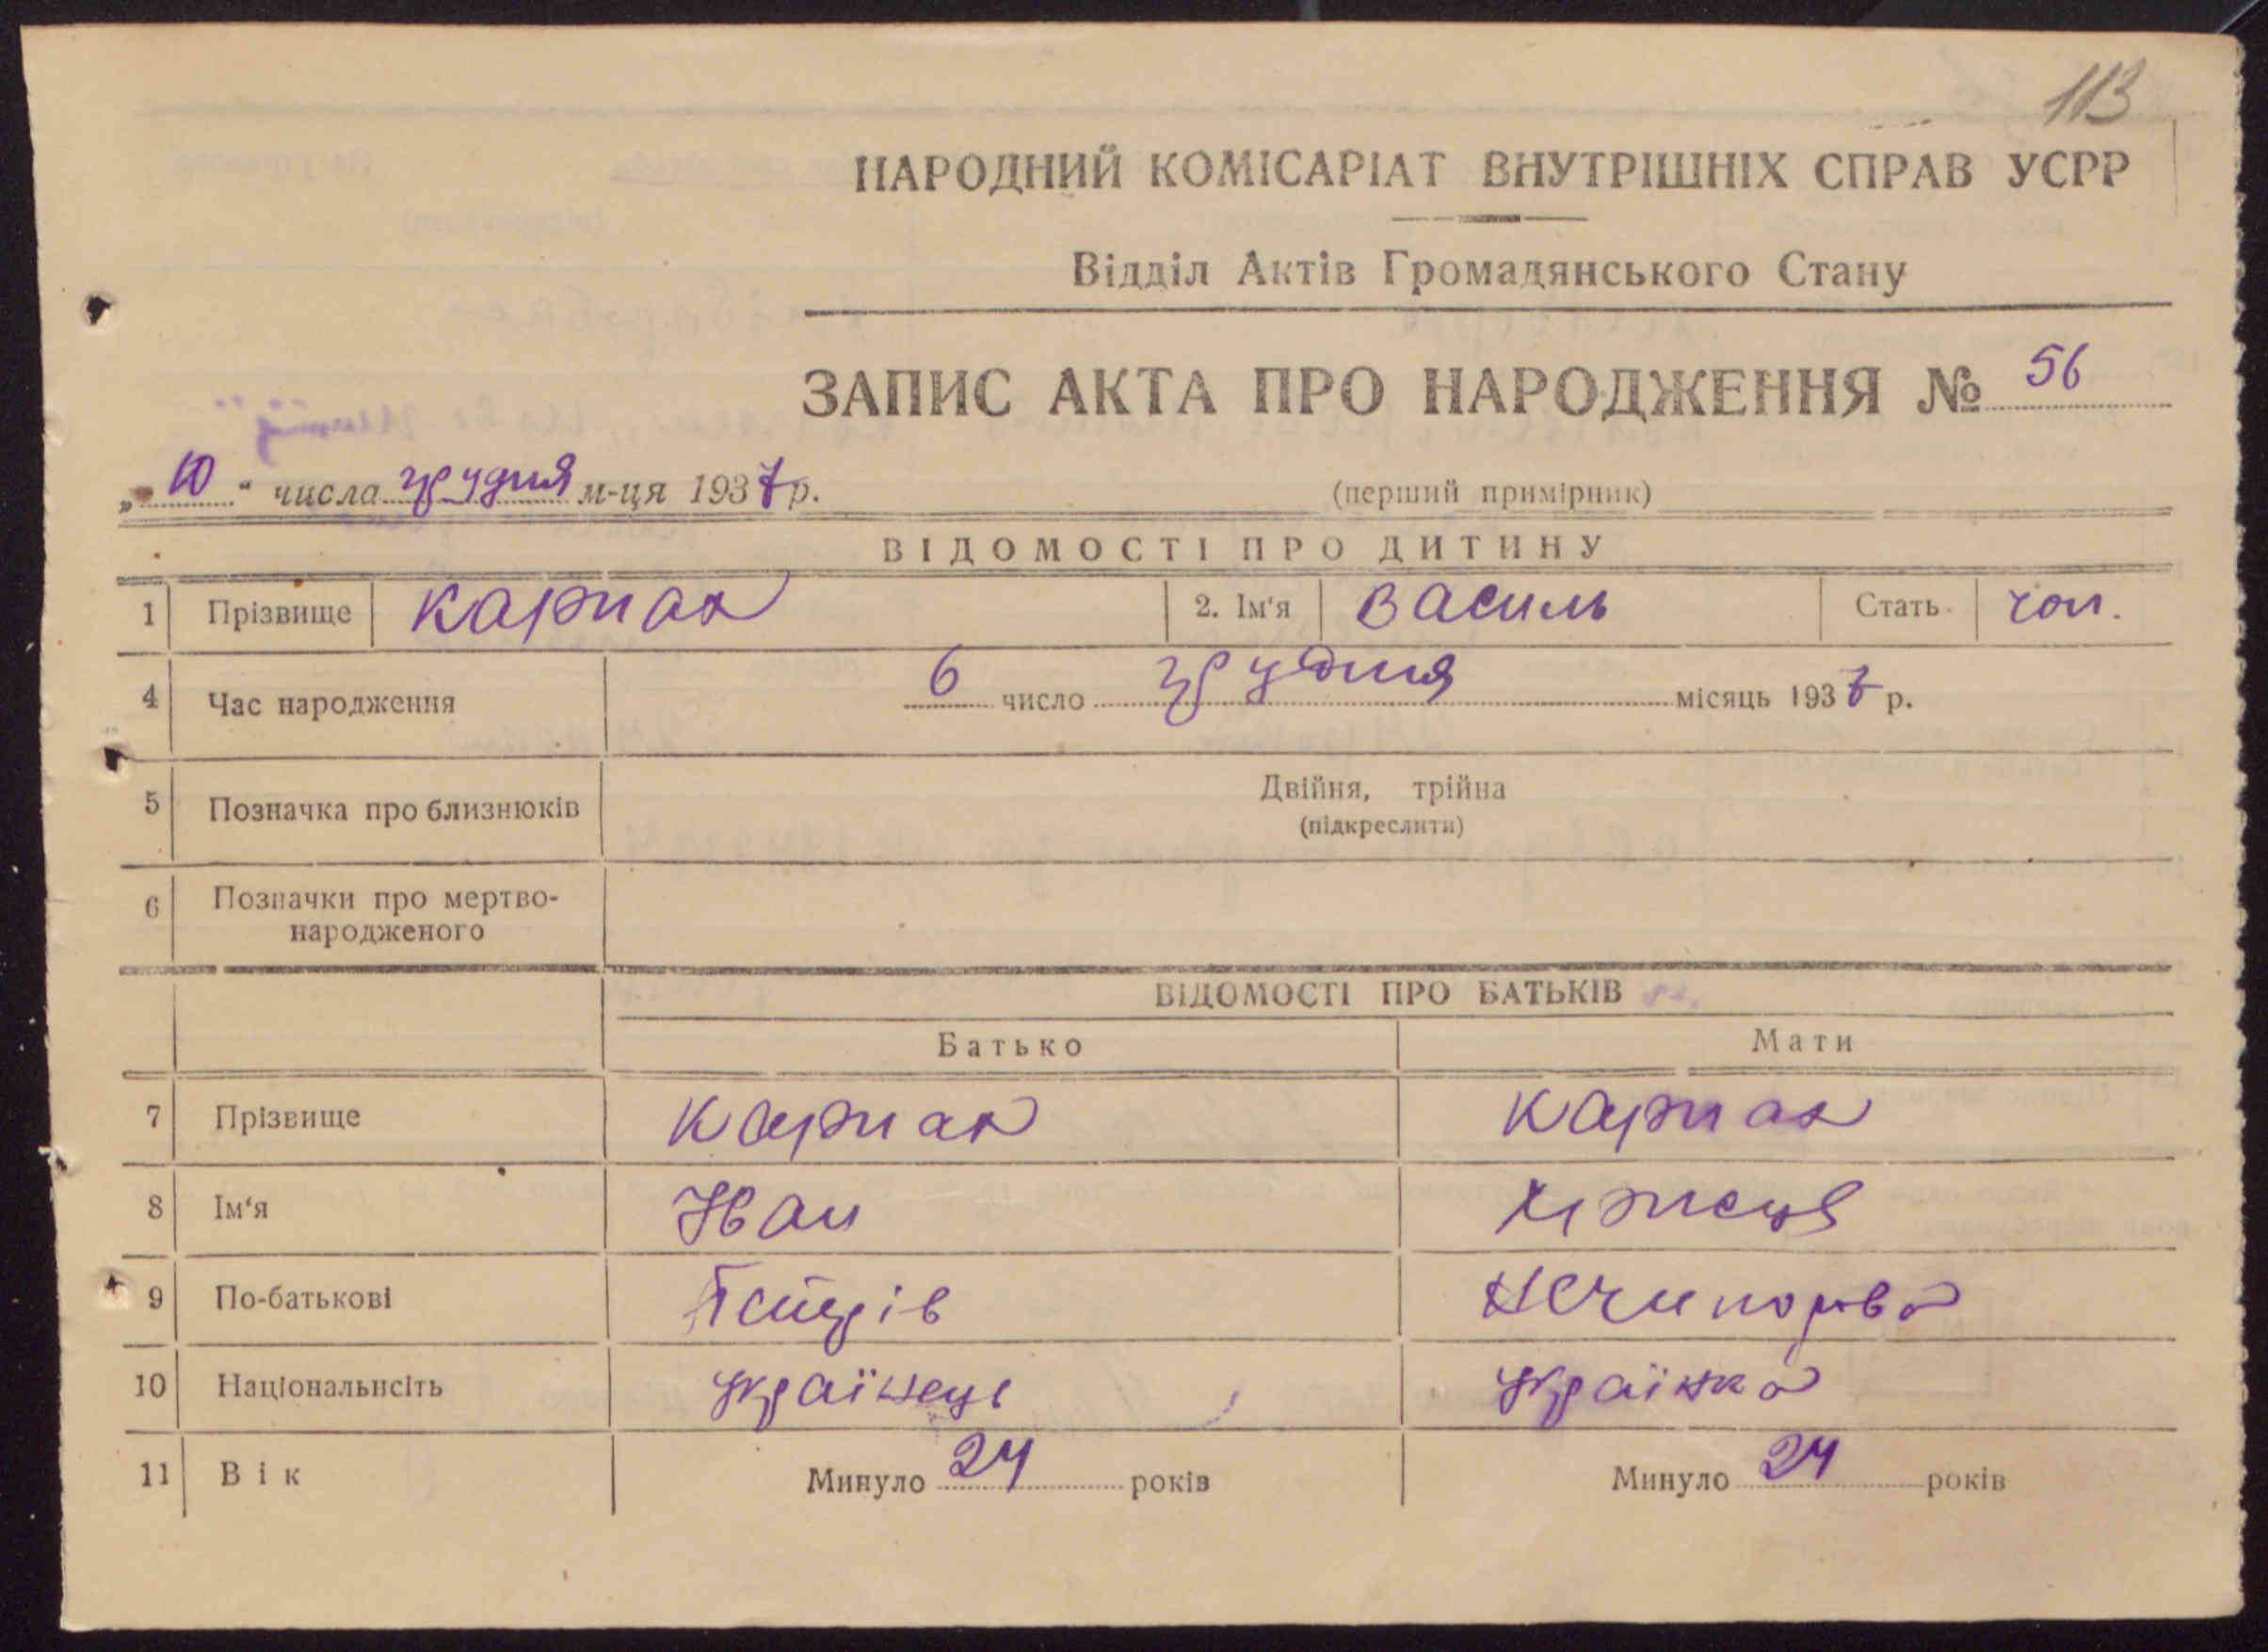 113
НАРОДНИЙ КОМІСАРІАТ ВНУТРІШНІХ СПРАВ УСРР
Відділ Актів Громадянського Стану
ЗАПИС АКТА ПРО НАРОДЖЕННЯ № 56
„ 10 " числа грудня м-ця 1937 р. (перший примірник)
ВІДОМОСТІ ПРО ДИТИНУ
1 Прізвище Карпак 2. Ім'я Василь Стать чол.
4 Час народження 6 число грудня місяць 1937 р.
5 Позначка про близнюків Двійня, трійна
(підкреслити)
6 Позначки про мертво-
народженого
ВІДОМОСТІ ПРО БАТЬКІВ
Батько Мати
7 Прізвище Карпак Карпак
8 Ім'я Іван
9 По-батькові Петрів Нечипорова
10 Національнсіть українець українка
11 Вік Минуло 24 років Минуло 24 років